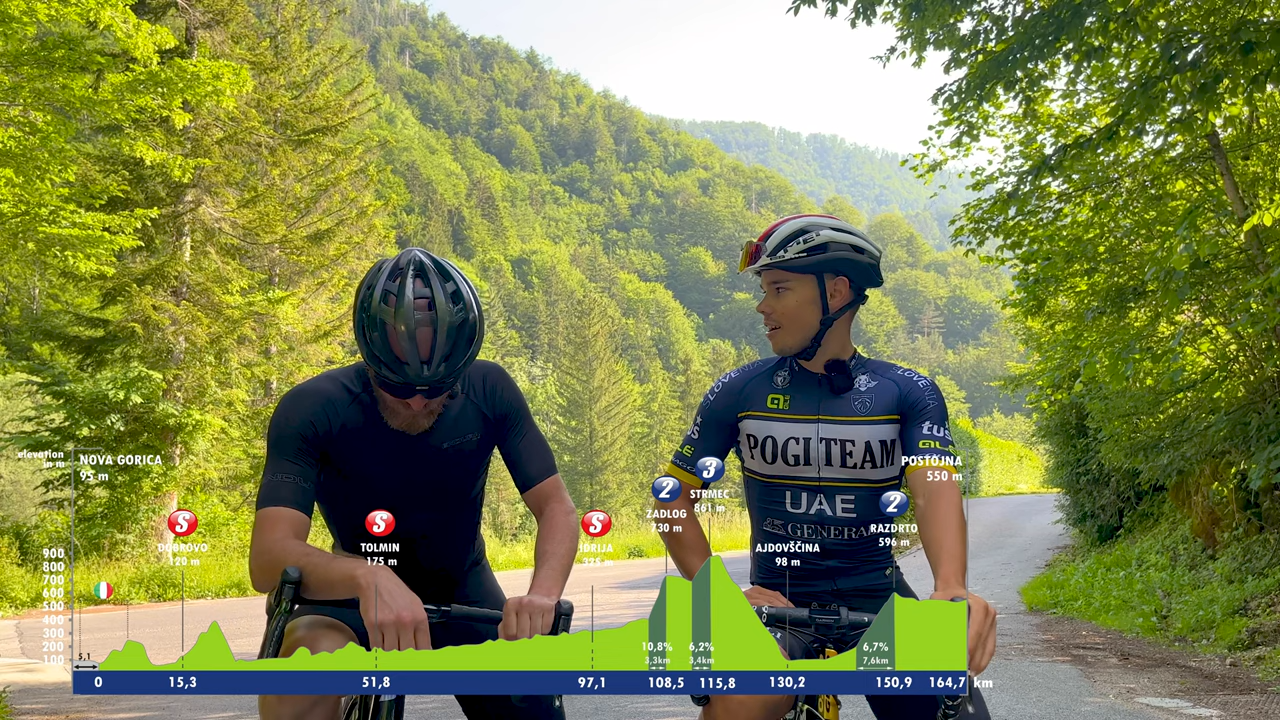 elevation
in m
NOVA GORICA
95 m
900
800
700
600
500
400
300
200
100
5,1
S
DOBROVO
120 m
S
TOLMIN
175 m
S
IDRIJA
325 m
2
ZADLOG
730 m
3
STRMEC
861 m
AJDOVŠČINA
98 m
2
RAZDRTO
596 m
POSTOJNA
550 m
10,8%
3,3km
6,2%
3,4km
6,7%
7,6km
0
15,3
51,8
97,1
108,5
115,8
130,2
150,9
164,7
km
SLOVENIA
tus
POGI TEAM
UAE
GENERA